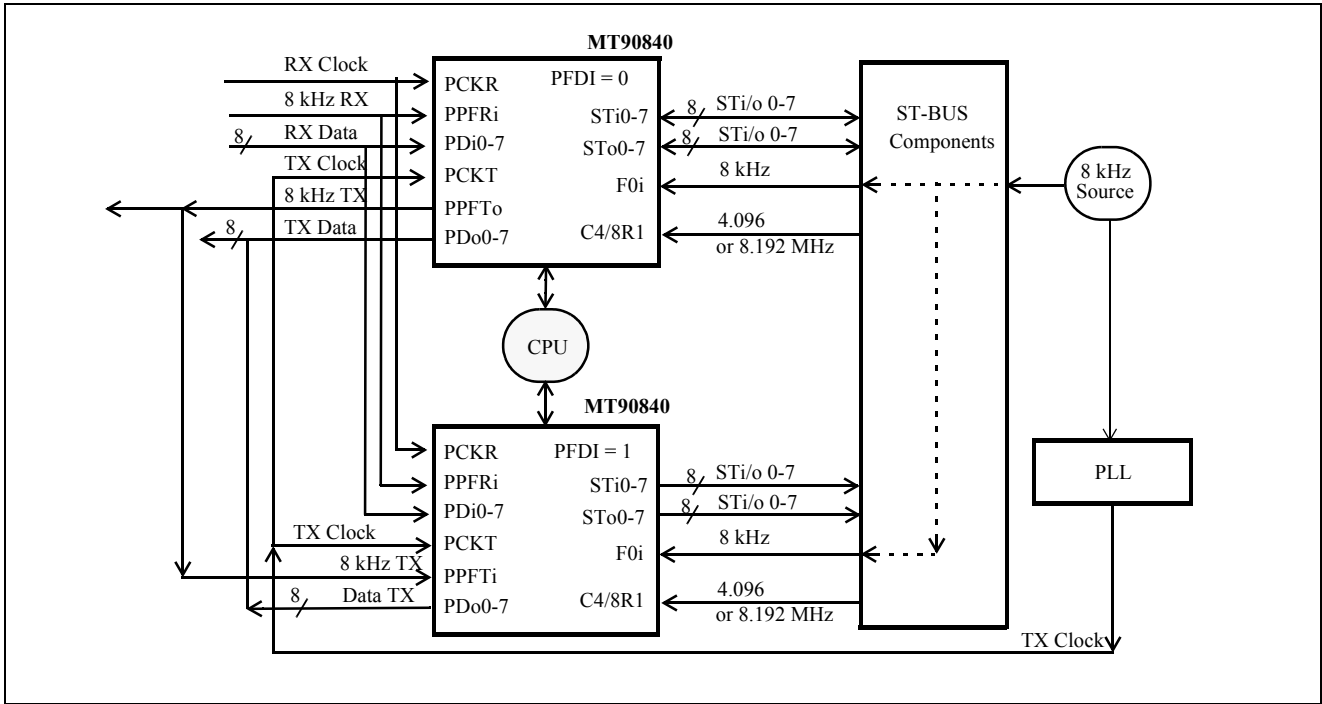 MT90840
RX Clock
8 kHz RX
8 RX Data
TX Clock
8 kHz TX
8 TX Data
PCKR PFDI = 0
PPFRi
PDi0-7
PCKT
PPFTo
PDo0-7
STi0-7
STo0-7
F0i
C4/8R1
8 STi/o 0-7
8 STi/o 0-7
8 kHz
4.096
or 8.192 MHz
ST-BUS
Components
8 kHz
Source
CPU
MT90840
PCKR PFDI = 1
PPFRi
PDi0-7
PCKT
PPFTi
PDo0-7
STi0-7
STo0-7
F0i
C4/8R1
8 STi/o 0-7
8 STi/o 0-7
8 kHz
4.096
or 8.192 MHz
TX Clock
8 kHz TX
8 Data TX
PLL
TX Clock